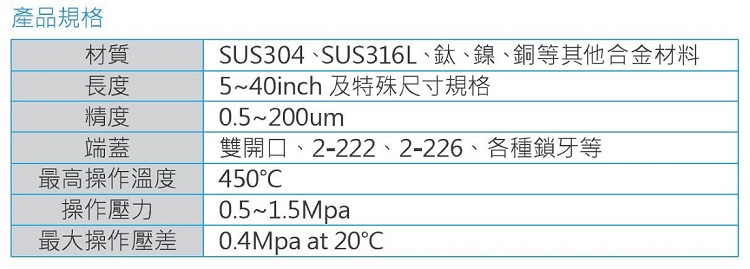 產品規格
材質 SUS304、SUS316L、鈦、鎳、銅等其他合金材料
長度 5~40inch 及特殊尺寸規格
精度 0.5~200um
端蓋 雙開口、2-222、2-226、各種鎖牙等
最高操作溫度 450℃
操作壓力 0.5~1.5Mpa
最大操作壓差 0.4Mpa at 20℃